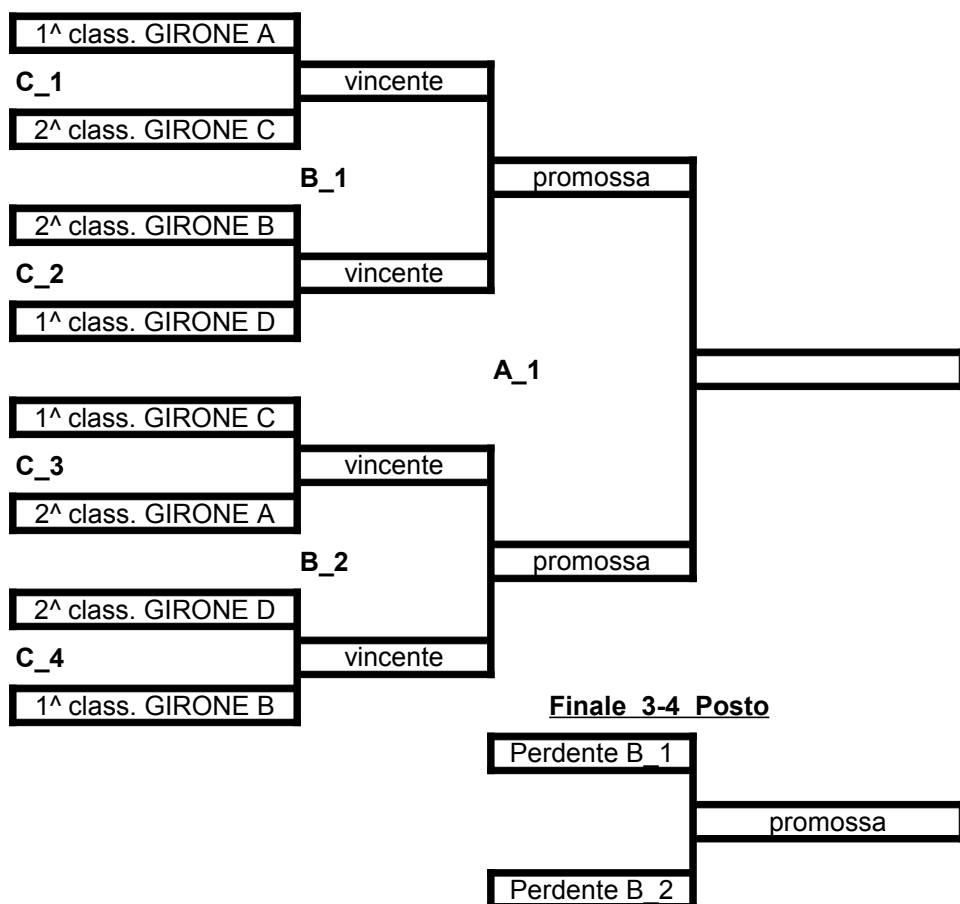 1^ class. GIRONE A
C_1
vincente
2^ class. GIRONE C
B_1
promossa
2^ class. GIRONE B
C_2
vincente
1^ class. GIRONE D
A_1
1^ class. GIRONE C
C_3
vincente
2^ class. GIRONE A
B_2
promossa
2^ class. GIRONE D
C_4
vincente
1^ class. GIRONE B
Finale 3-4 Posto
Perdente B_1
promossa
Perdente B_2